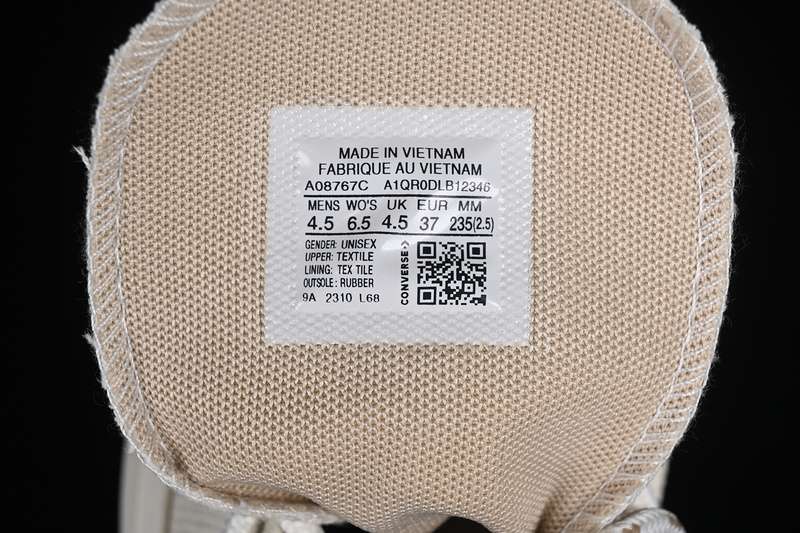 MADE IN VIETNAM
FABRIQUE AU VIETNAM
A08767C A1QR0DLB12346
MENS WO'S UK EUR MM
4.5 6.5 4.5 37 235(2.5)
GENDER: UNISEX
UPPER: TEXTILE
LINING: TEX TILE
OUTSOLE: RUBBER
9A 2310 L68
CONVERSE